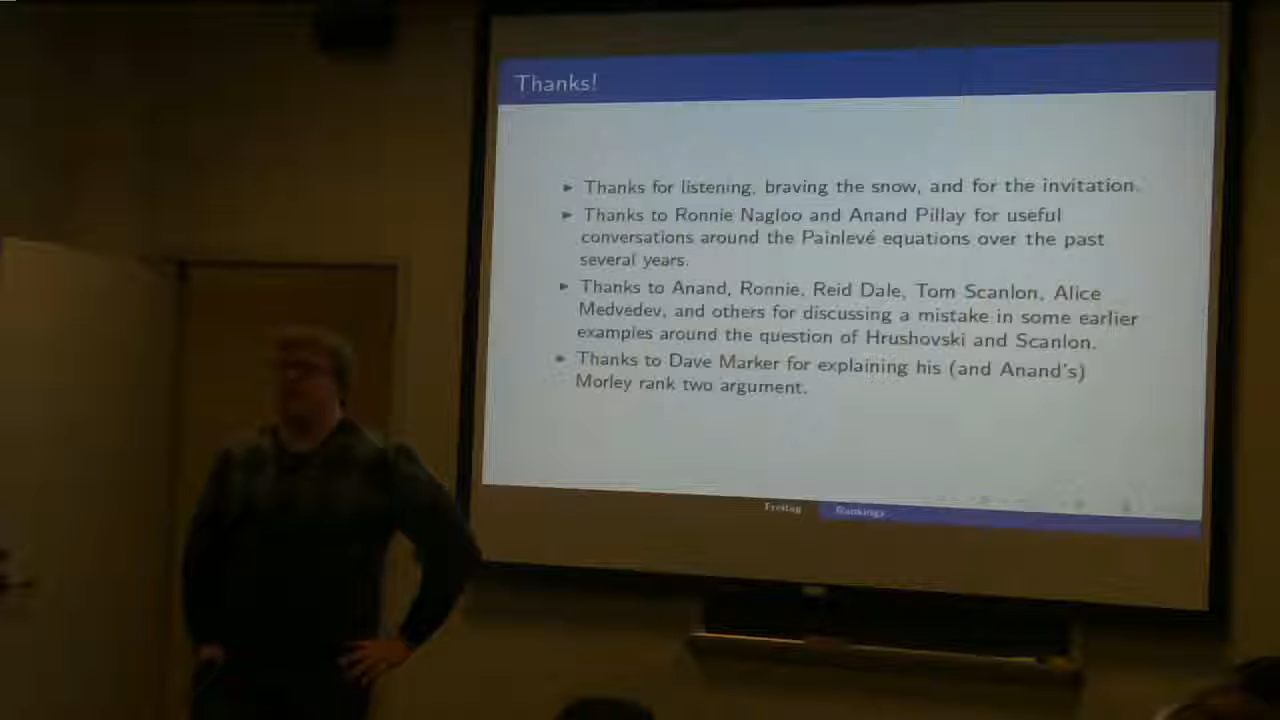 Thanks!
▶ Thanks for listening, braving the snow, and for the invitation.
▶ Thanks to Ronnie Nagloo and Anand Pillay for useful
conversations around the Painlevé equations over the past
several years.
▶ Thanks to Anand, Ronnie, Reid Dale, Tom Scanlon, Alice
Medvedev, and others for discussing a mistake in some earlier
examples around the question of Hrushovski and Scanlon.
▶ Thanks to Dave Marker for explaining his (and Anand's)
Morley rank two argument.
Freitag Rankings